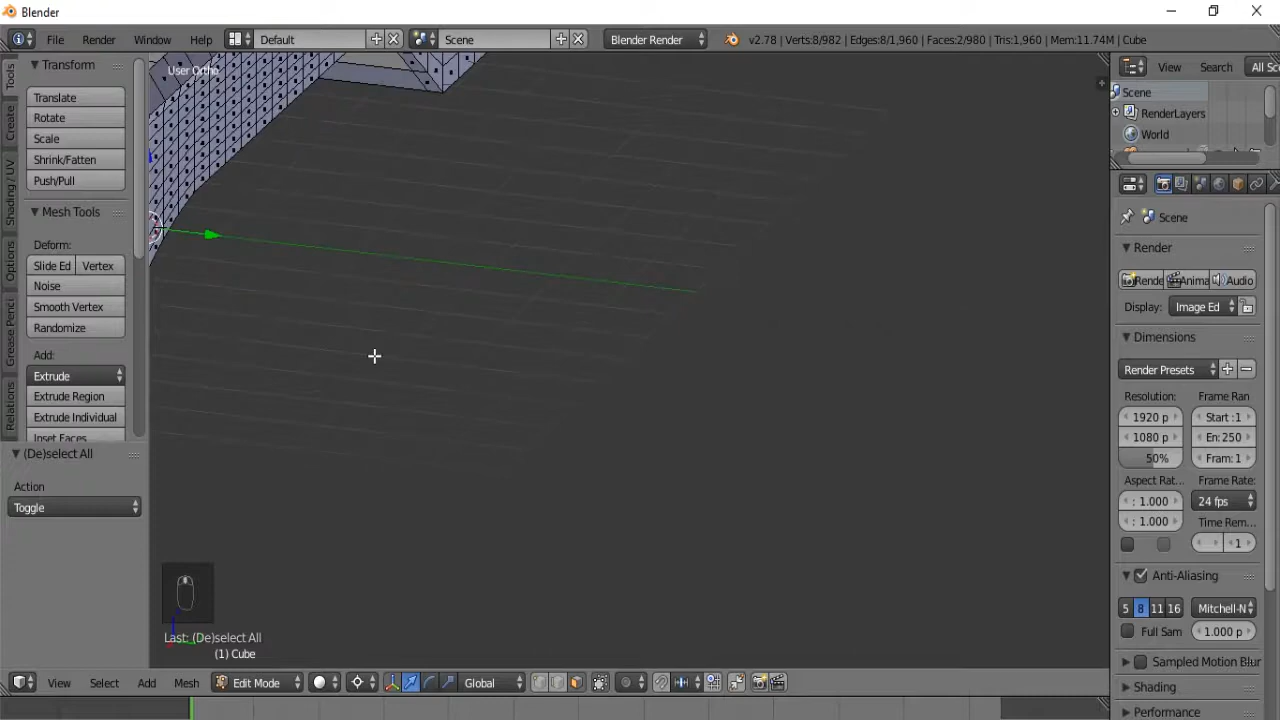 Blender
File Render Window Help Default Scene Blender Render v2.78 | Verts:8/982 | Edges:8/1,960 | Faces:2/980 | Tris:1,960 | Mem:11.74M | Cube
Tools
Create
Shading / UV
Options
Grease Penci
Relations
Transform
Translate
Rotate
Scale
Shrink/Fatten
Push/Pull
Mesh Tools
Deform:
Slide Ed Vertex
Noise
Smooth Vertex
Randomize
Add:
Extrude
Extrude Region
Extrude Individual
Inset Faces
(De)select All
Action
Toggle
User Ortho
Last: (De)select All
(1) Cube
View Select Add Mesh Edit Mode Global
View Search All Sc
Scene
RenderLayers
World
Scene
Render
Rende Anima Audio
Display: Image Ed
Dimensions
Render Presets
Resolution: Frame Ran
1920 p Start :1
1080 p En: 250
50% Fram: 1
Aspect Rat... Frame Rate:
: 1.000 24 fps
: 1.000 Time Rem...
1
Anti-Aliasing
5 8 11 16 Mitchell-N
Full Sam 1.000 p
Sampled Motion Blur
Shading
Performance